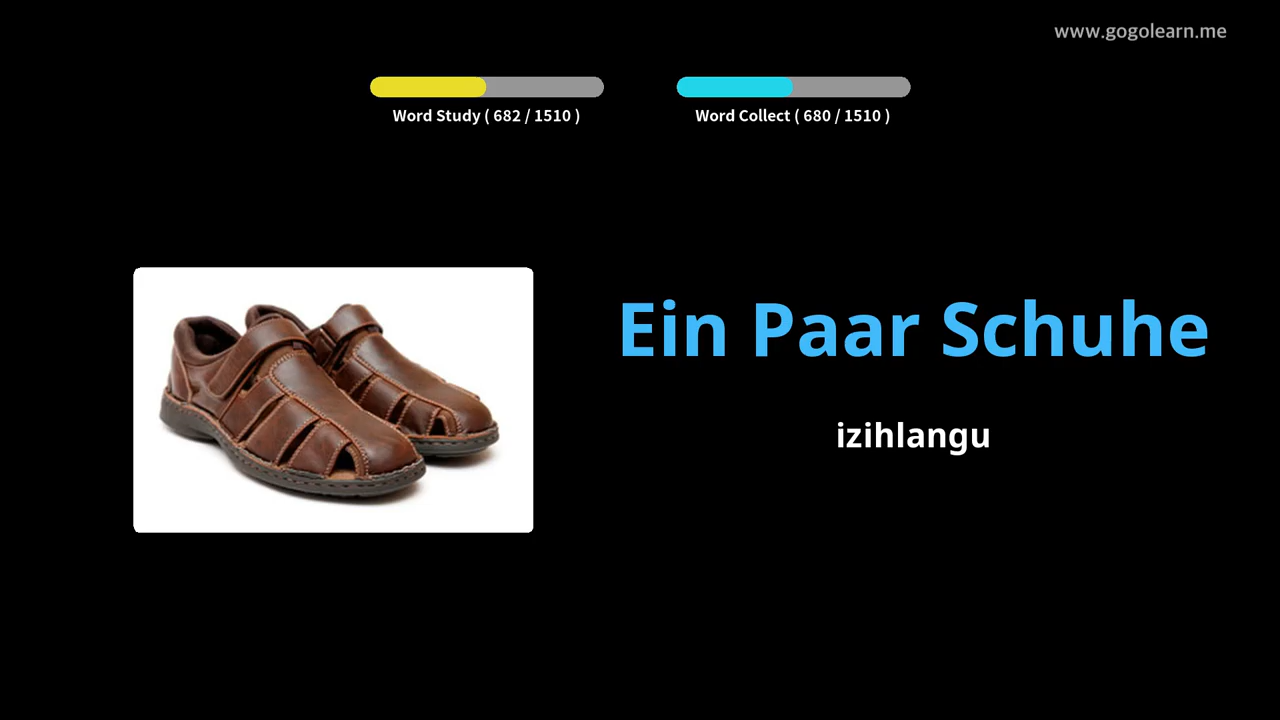 www.gogolearn.me
Word Study ( 682 / 1510 )
Word Collect ( 680 / 1510 )
Ein Paar Schuhe
izihlangu